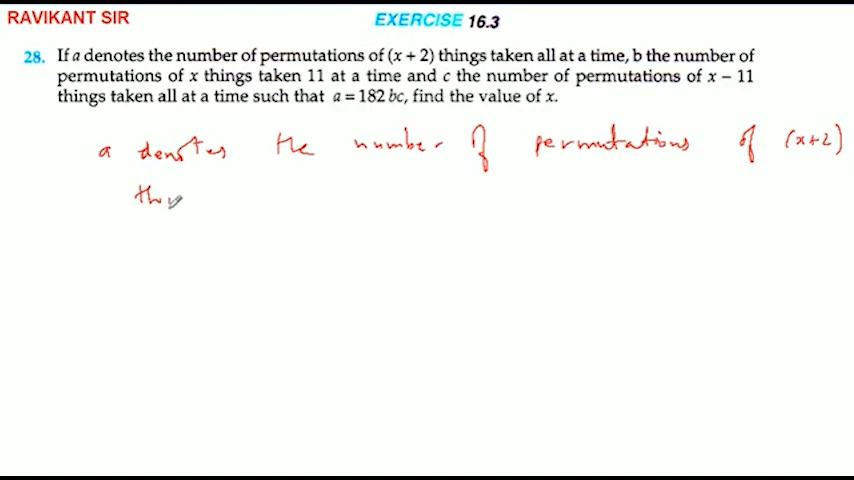 RAVIKANT SIR
EXERCISE 16.3
28. If a denotes the number of permutations of (x + 2) things taken all at a time, b the number of
permutations of x things taken 11 at a time and c the number of permutations of x – 11
things taken all at a time such that a = 182 bc, find the value of x.
a denotes the number of permutations of (x+2)